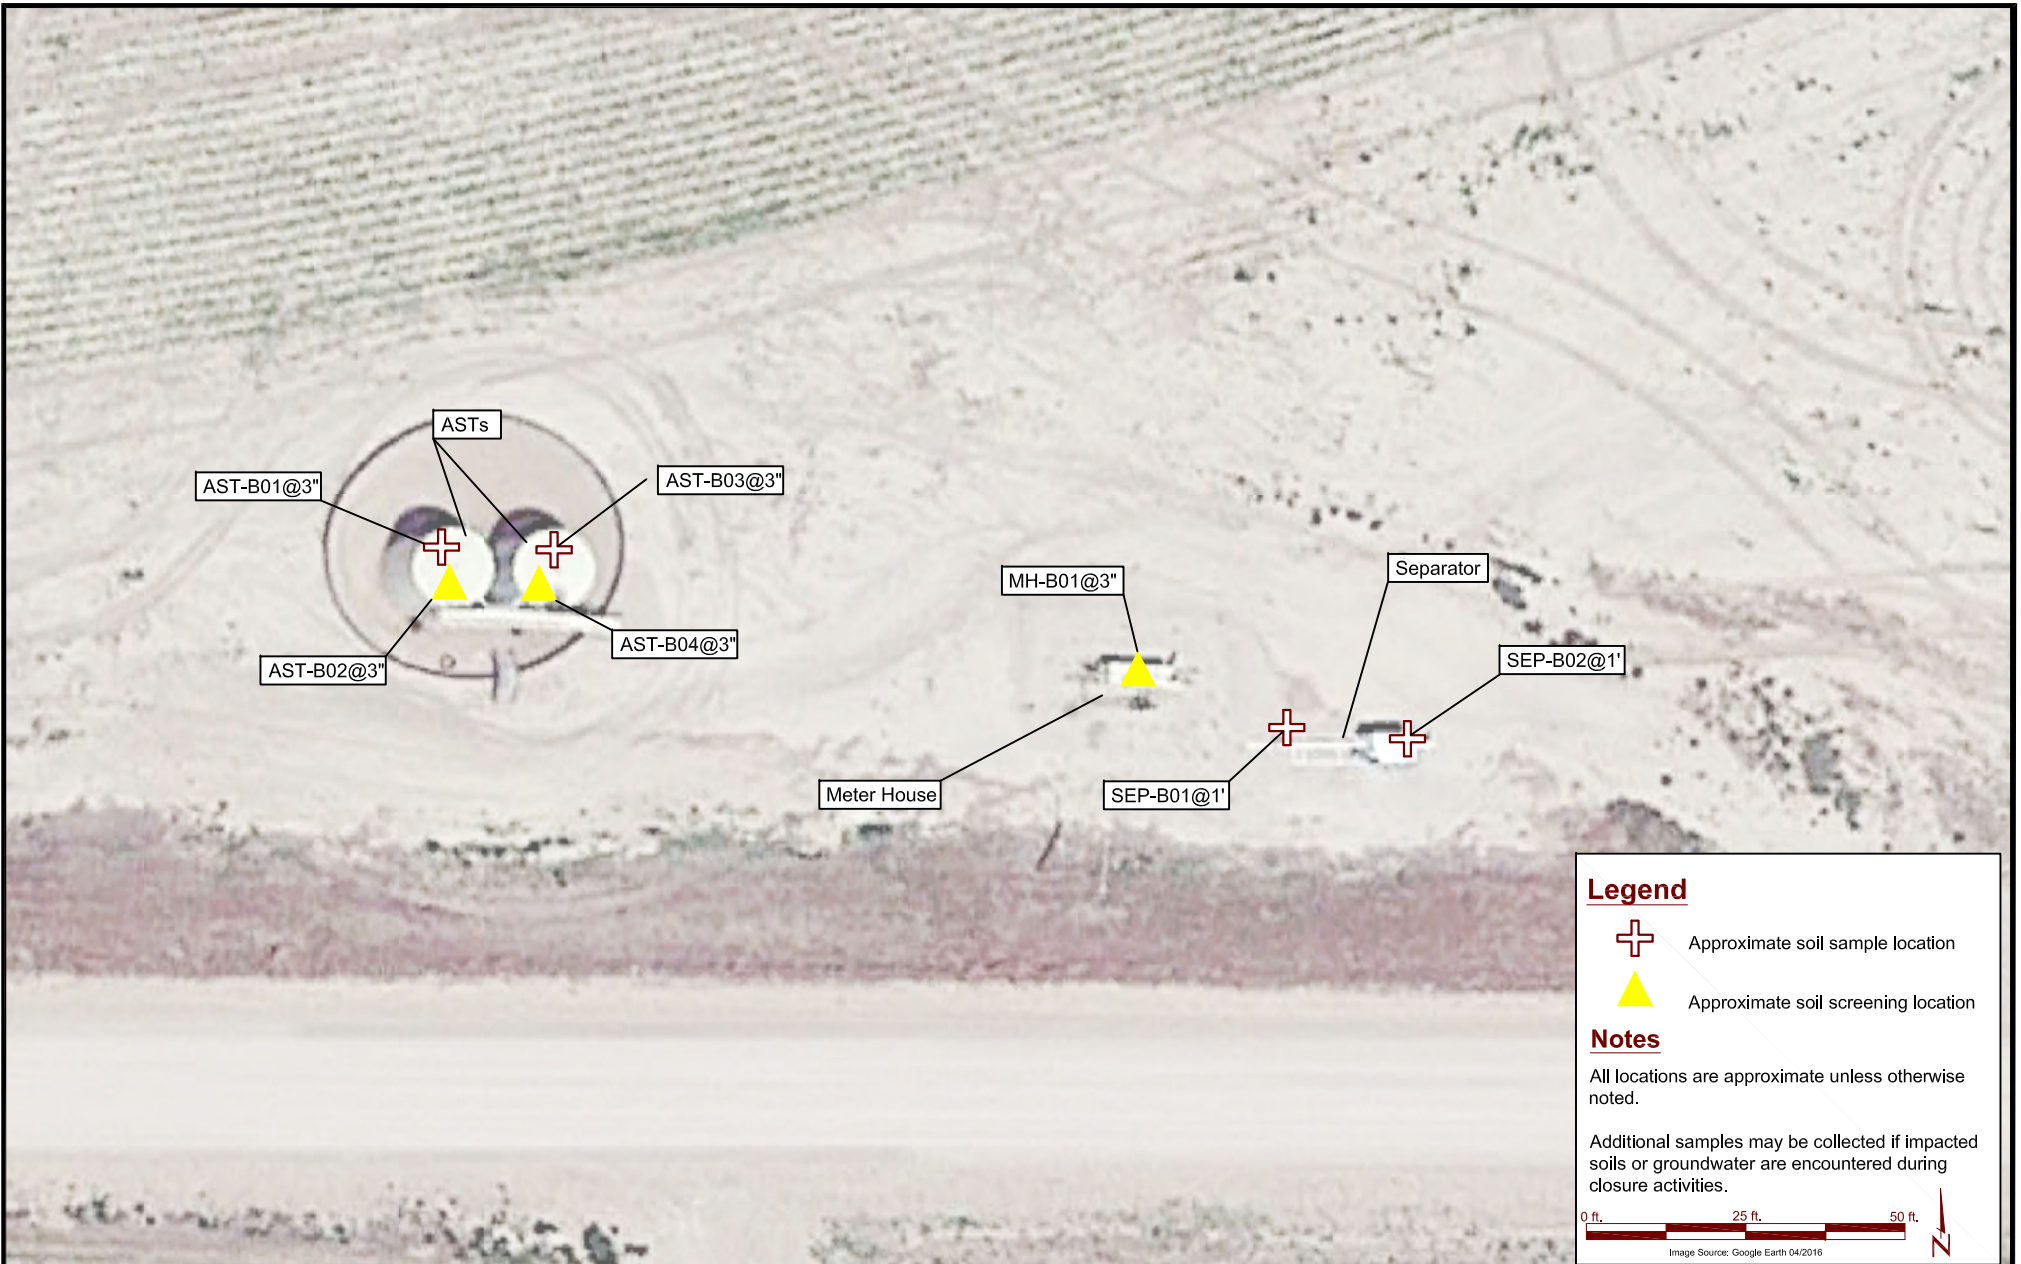 ASTs
AST-B01@3"
AST-B03@3"
AST-B02@3"
AST-B04@3"
MH-B01@3"
Separator
SEP-B02@1'
Meter House
SEP-B01@1'
Legend
Approximate soil sample location
Approximate soil screening location
Notes
All locations are approximate unless otherwise
noted.
Additional samples may be collected if impacted
soils or groundwater are encountered during
closure activities.
0 ft.
25 ft.
50 ft.
N
Image Source: Google Earth 04/2016